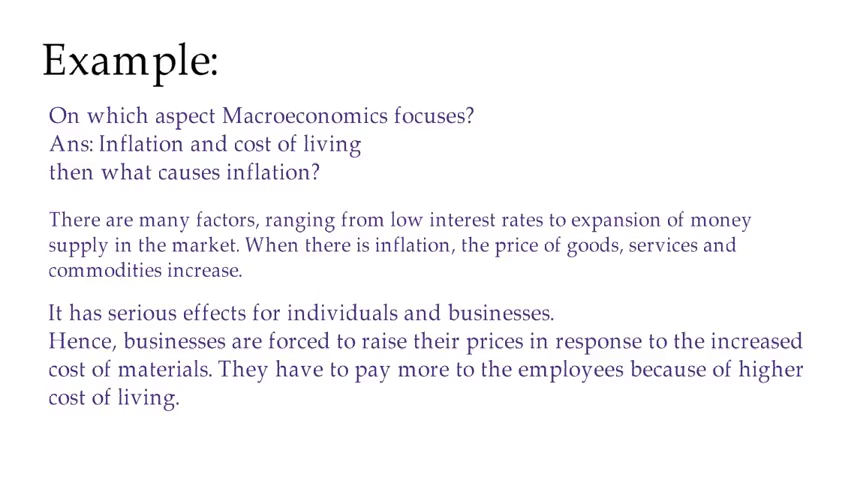 Example:
On which aspect Macroeconomics focuses?
Ans: Inflation and cost of living
then what causes inflation?
There are many factors, ranging from low interest rates to expansion of money
supply in the market. When there is inflation, the price of goods, services and
commodities increase.
It has serious effects for individuals and businesses.
Hence, businesses are forced to raise their prices in response to the increased
cost of materials. They have to pay more to the employees because of higher
cost of living.